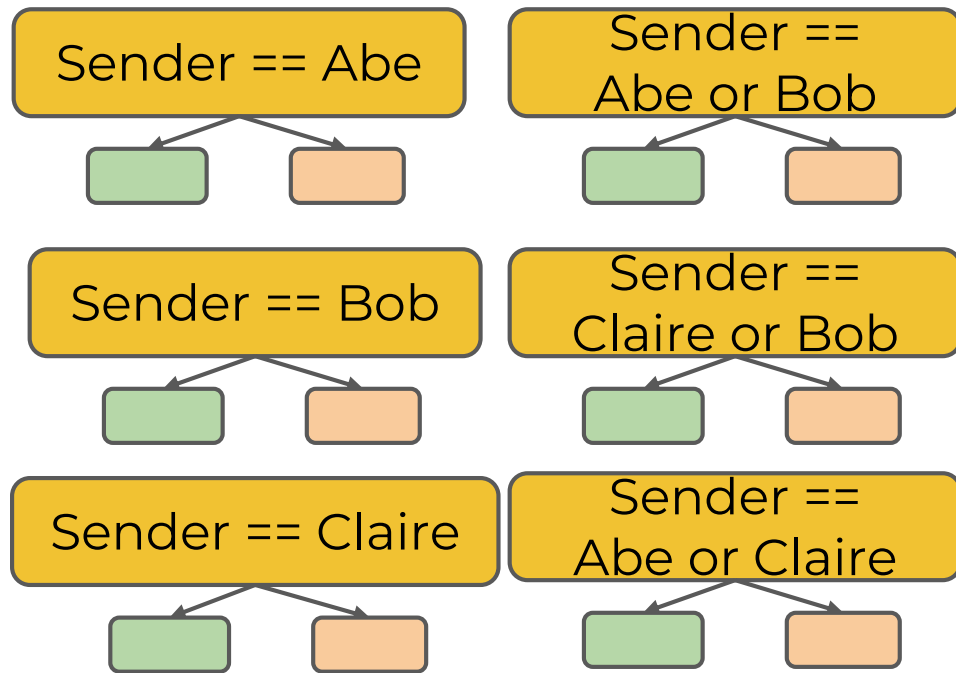 Sender == Abe
Sender ==
Abe or Bob
Sender == Bob
Sender ==
Claire or Bob
Sender == Claire
Sender ==
Abe or Claire